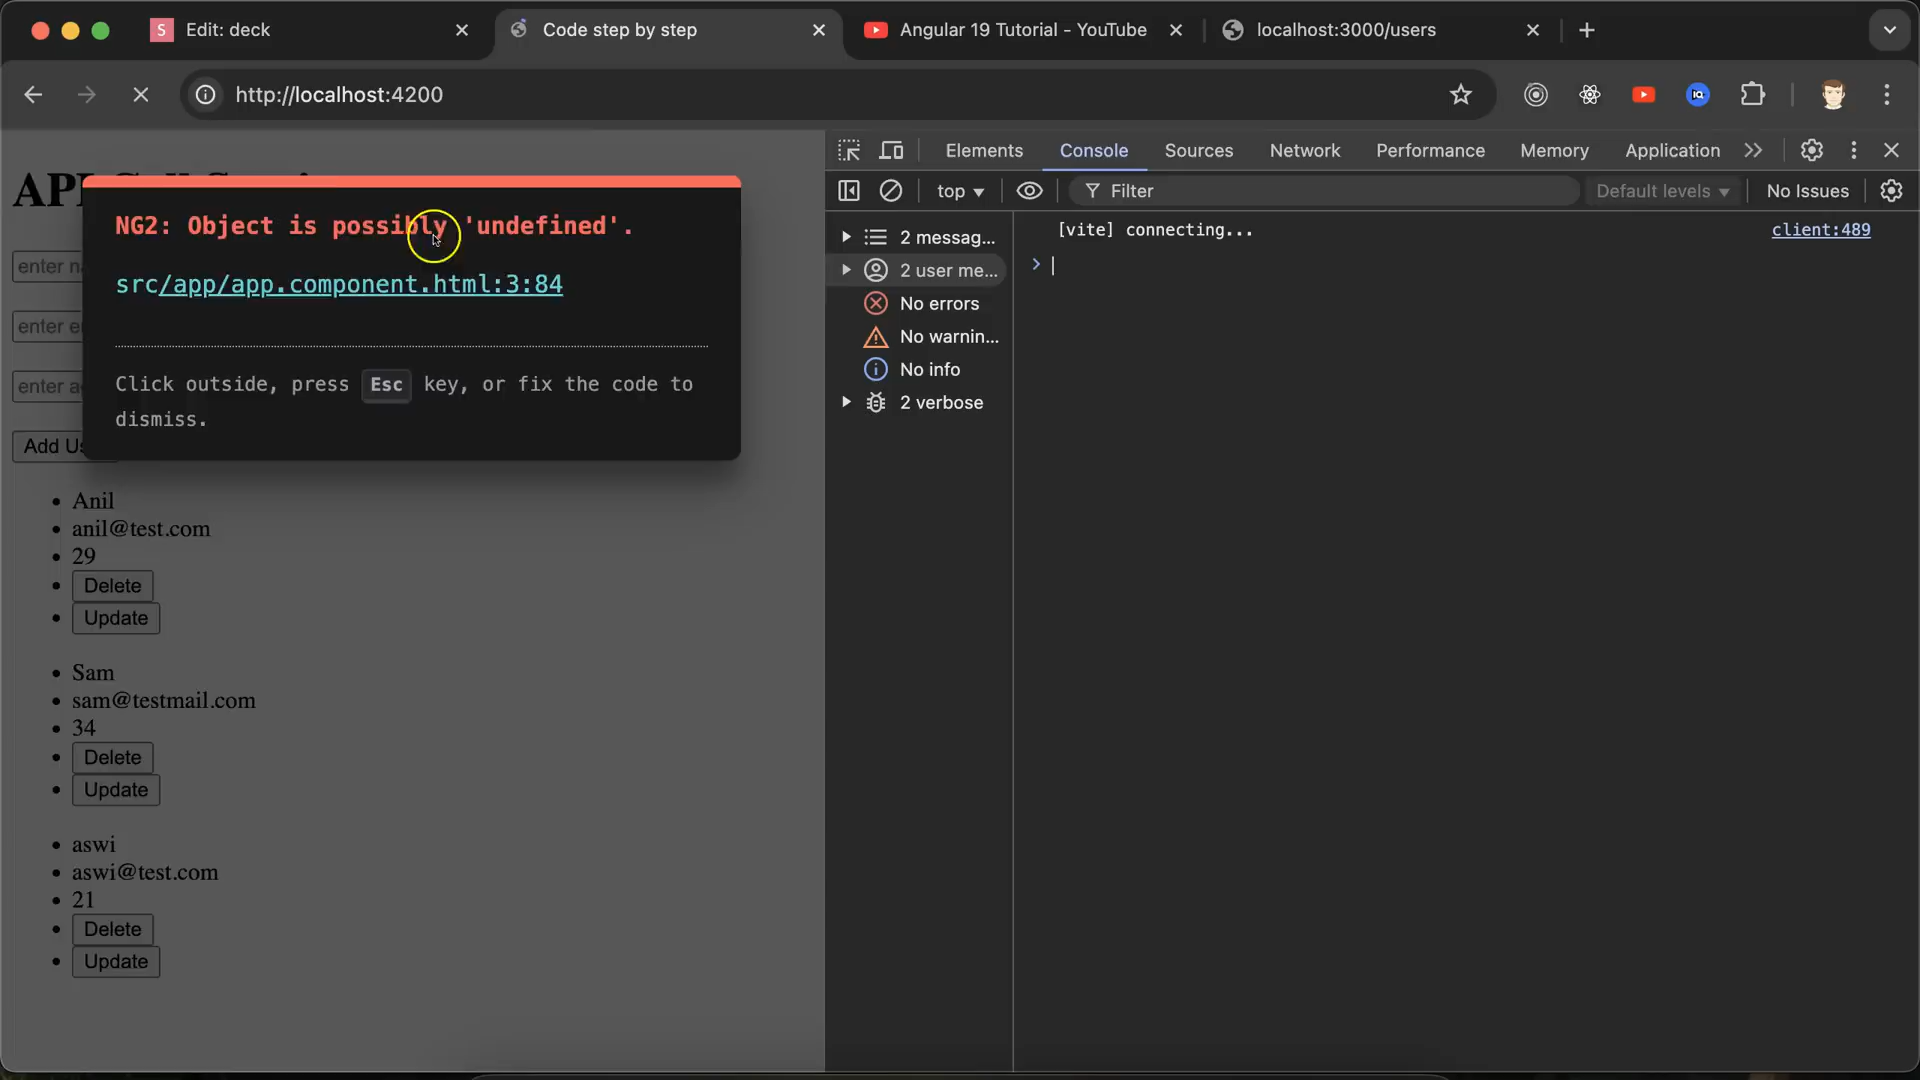 Edit: deck
Code step by step
Angular 19 Tutorial - YouTube
localhost:3000/users
http://localhost:4200
Elements
Console
Sources
Network
Performance
Memory
Application
top
Filter
Default levels
No Issues
2 messag...
2 user me...
No errors
No warnin...
No info
2 verbose
[vite] connecting...
client:489
API
NG2: Object is possibly 'undefined'.
src/app/app.component.html:3:84
Click outside, press Esc key, or fix the code to
dismiss.
enter
enter
enter
Add
Anil
anil@test.com
29
Delete
Update
Sam
sam@testmail.com
34
Delete
Update
aswi
aswi@test.com
21
Delete
Update